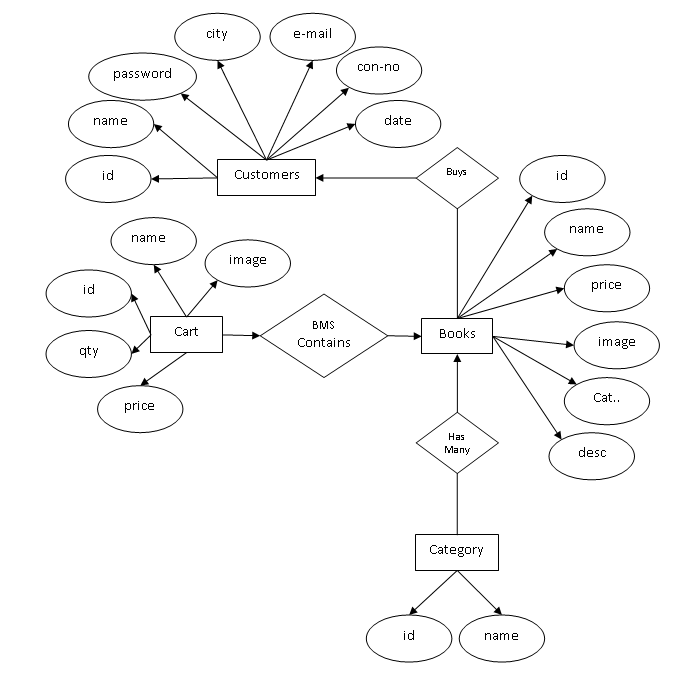 city
e-mail
password
con-no
name
date
id
Customers
Buys
id
name
name
image
price
id
Cart
BMS
Contains
Books
image
qty
Cat..
price
Has
Many
desc
Category
id
name